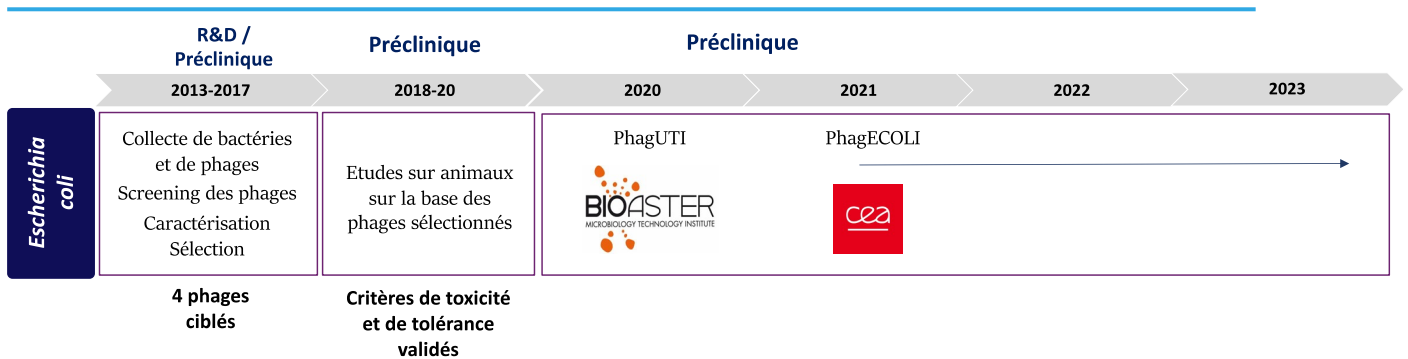 R&D /
Préclinique
Préclinique
Préclinique
2013-2017
2018-20
2020
2021
2022
2023
Escherichia
coli
Collecte de bactéries
et de phages
Screening des phages
Caractérisation
Sélection
Etudes sur animaux
sur la base des
phages sélectionnés
PhagUTI
BIOASTER
MICROBIOLOGY TECHNOLOGY INSTITUTE
PhagECOLI
cea
4 phages
ciblés
Critères de toxicité
et de tolérance
validés